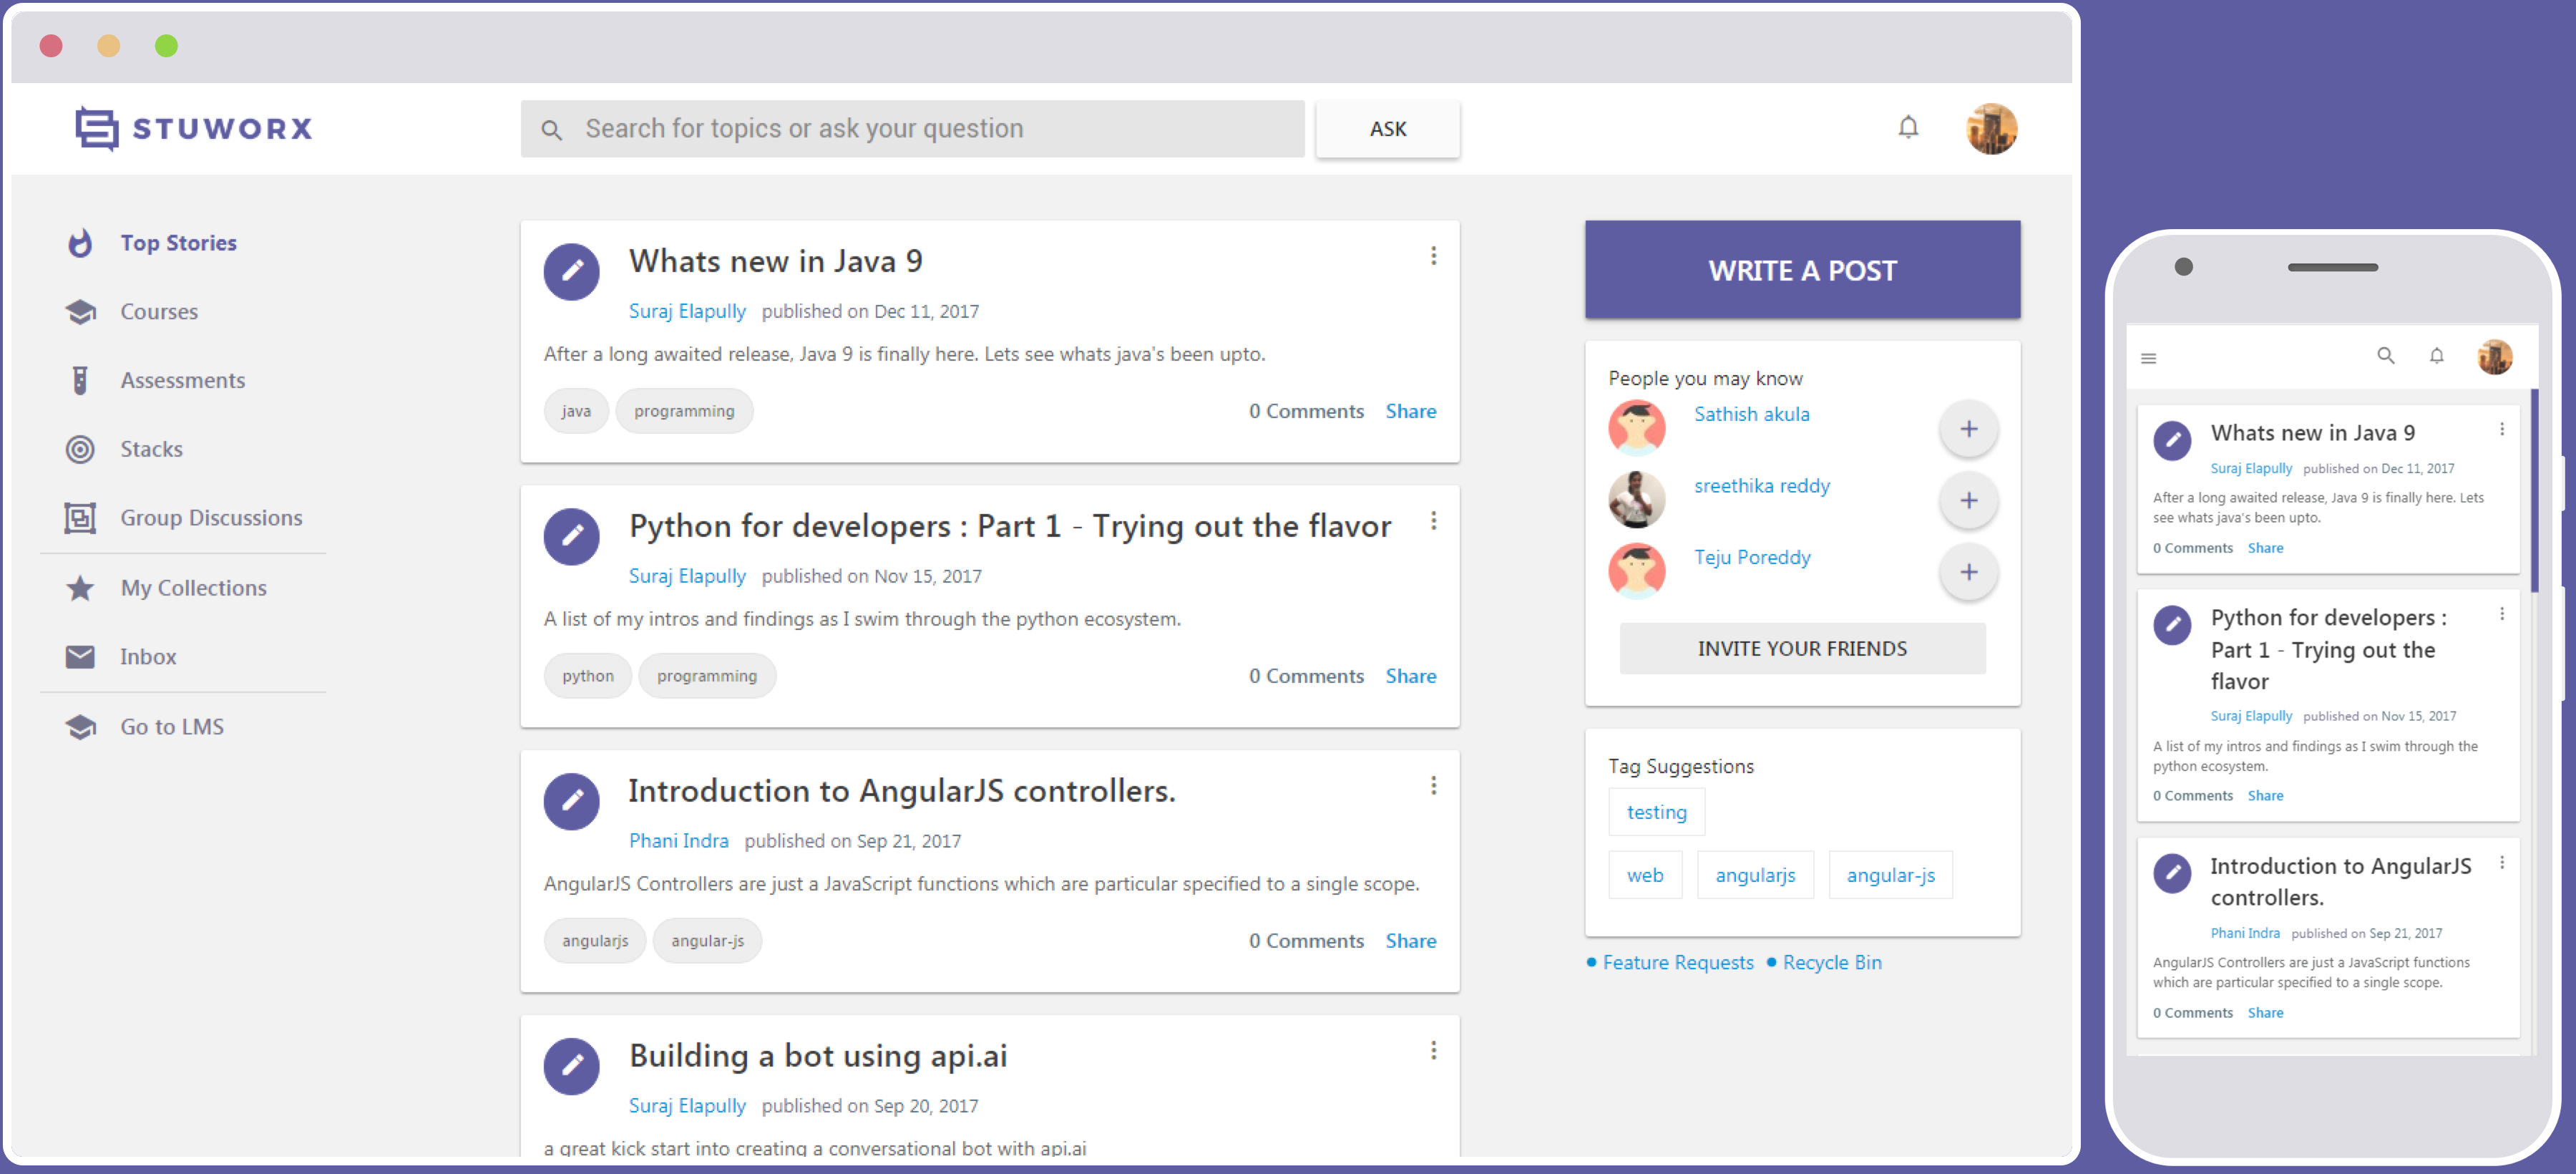 STUWORX
Search for topics or ask your question
ASK
Top Stories
Courses
Assessments
Stacks
Group Discussions
My Collections
Inbox
Go to LMS
Whats new in Java 9
Suraj Elapully published on Dec 11, 2017
After a long awaited release, Java 9 is finally here. Lets see whats java's been upto.
java programming
0 Comments Share
Python for developers : Part 1 - Trying out the flavor
Suraj Elapully published on Nov 15, 2017
A list of my intros and findings as I swim through the python ecosystem.
python programming
0 Comments Share
Introduction to AngularJS controllers.
Phani Indra published on Sep 21, 2017
AngularJS Controllers are just a JavaScript functions which are particular specified to a single scope.
angularjs angular-js
0 Comments Share
Building a bot using api.ai
Suraj Elapully published on Sep 20, 2017
a great kick start into creating a conversational bot with api.ai
WRITE A POST
People you may know
Sathish akula
sreethika reddy
Teju Poreddy
INVITE YOUR FRIENDS
Tag Suggestions
testing
web angularjs angular-js
Feature Requests Recycle Bin
Whats new in Java 9
Suraj Elapully published on Dec 11, 2017
After a long awaited release, Java 9 is finally here. Lets
see whats java's been upto.
0 Comments Share
Python for developers :
Part 1 - Trying out the
flavor
Suraj Elapully published on Nov 15, 2017
A list of my intros and findings as I swim through the
python ecosystem.
0 Comments Share
Introduction to AngularJS
controllers.
Phani Indra published on Sep 21, 2017
AngularJS Controllers are just a JavaScript functions
which are particular specified to a single scope.
0 Comments Share